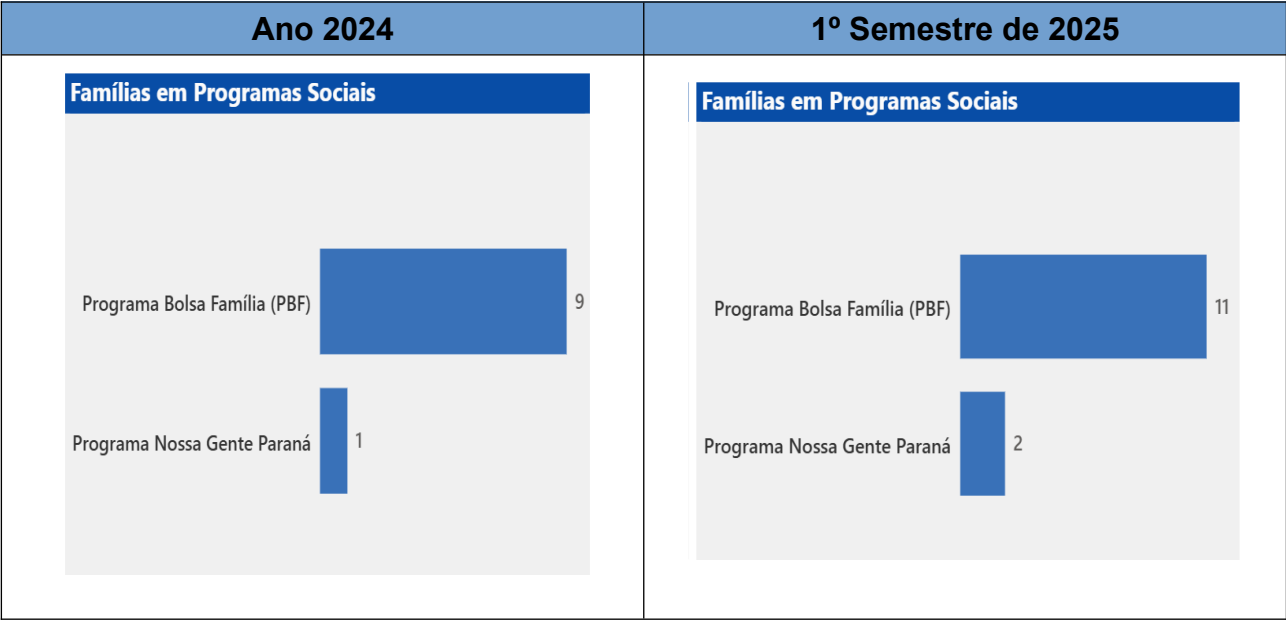 Ano 2024
1º Semestre de 2025
Famílias em Programas Sociais
Programa Bolsa Família (PBF)
9
Programa Nossa Gente Paraná
1
Famílias em Programas Sociais
Programa Bolsa Família (PBF)
11
Programa Nossa Gente Paraná
2